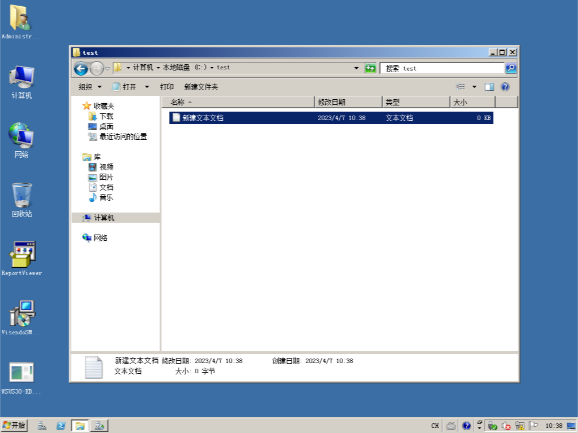 Administr...
计算机
网络
回收站
ReportViewer
test
计算机 本地磁盘 (C:) test
搜索 test
组织 打开 打印 新建文件夹
收藏夹
下载
桌面
最近访问的位置
库
视频
图片
文档
音乐
计算机
网络
名称 修改日期 类型 大小
新建文本文档 2023/4/7 10:38 文本文档 0 KB
新建文本文档 修改日期: 2023/4/7 10:38 创建日期: 2023/4/7 10:38
文本文档 大小: 0 字节
开始
CH
10:38